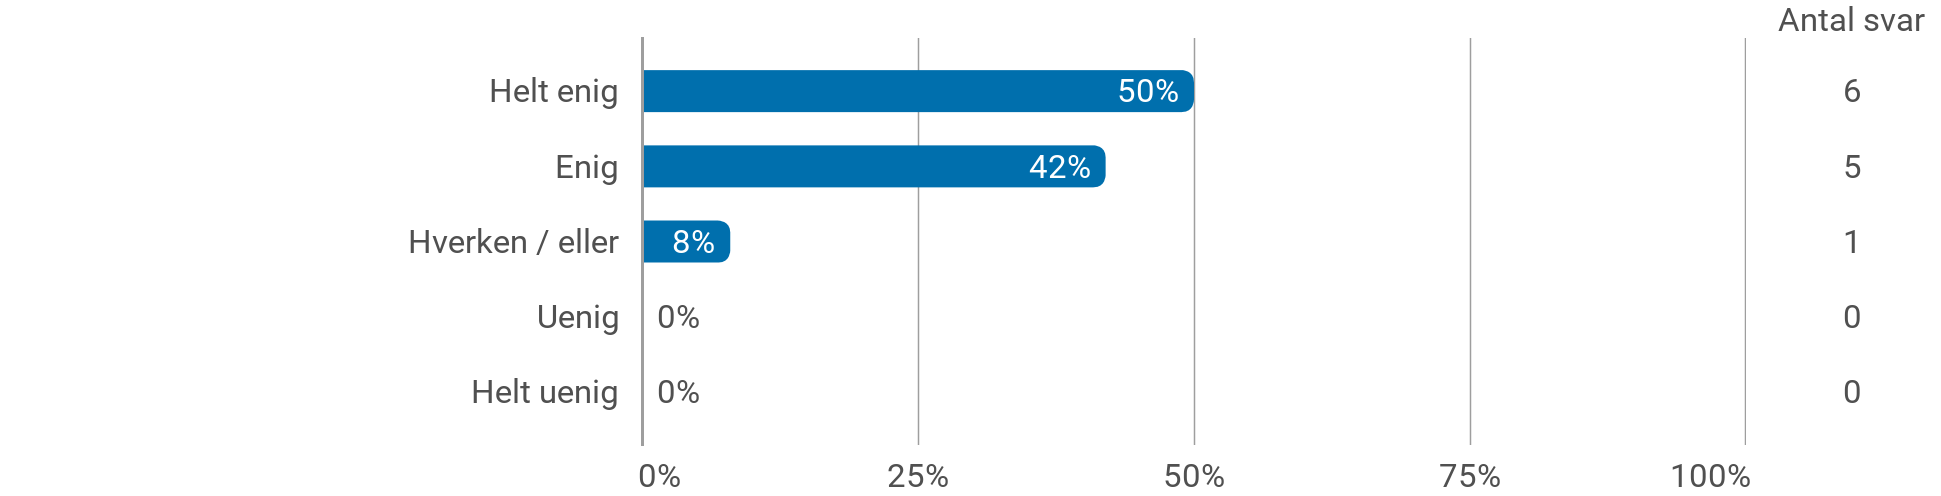 Antal svar
Helt enig 50% 6
Enig 42% 5
Hverken / eller 8% 1
Uenig 0% 0
Helt uenig 0% 0
0% 25% 50% 75% 100%